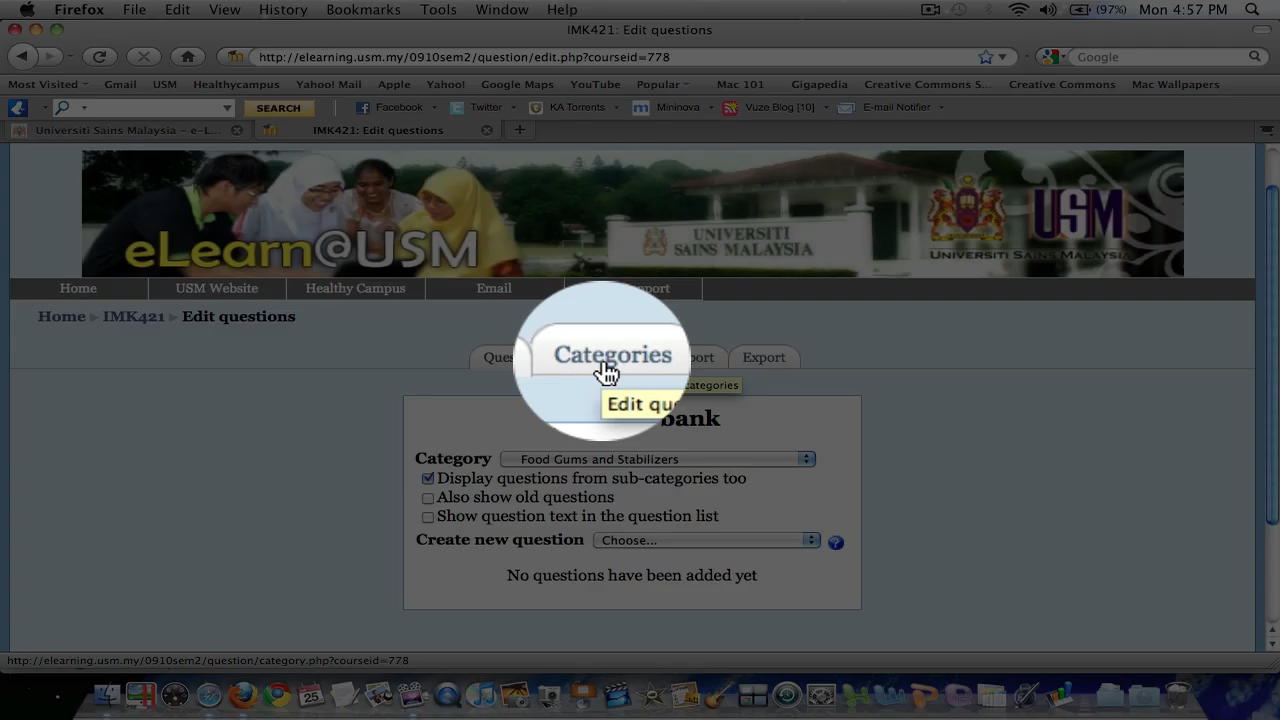 Firefox File Edit View History Bookmarks Tools Window Help (97%) Mon 4:57 PM
IMK421: Edit questions
http://elearning.usm.my/0910sem2/question/edit.php?courseid=778 Google
Most Visited Gmail USM Healthycampus Yahoo! Mail Apple Yahoo! Google Maps YouTube Popular Mac 101 Gigapedia Creative Commons S... Creative Commons Mac Wallpapers
SEARCH Facebook Twitter KA Torrents Mininova Vuze Blog [10] E-mail Notifier
Universiti Sains Malaysia – e-L... IMK421: Edit questions
eLearn@USM
UNIVERSITI
SAINS MALAYSIA
USM
UNIVERSITI SAINS MALAYSIA
Home USM Website Healthy Campus Email port
Home ▶ IMK421 ▶ Edit questions
Ques Categories port Export
Edit qu categories
bank
Category Food Gums and Stabilizers
Display questions from sub-categories too
Also show old questions
Show question text in the question list
Create new question Choose... ?
No questions have been added yet
http://elearning.usm.my/0910sem2/question/category.php?courseid=778
25